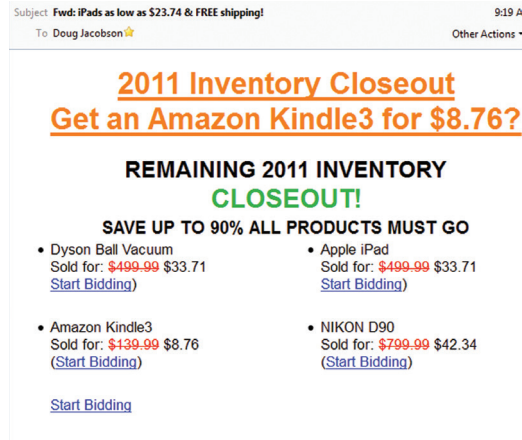 Subject Fwd: iPads as low as $23.74 & FREE shipping! 9:19 A
To Doug Jacobson Other Actions
2011 Inventory Closeout
Get an Amazon Kindle3 for $8.76?
REMAINING 2011 INVENTORY
CLOSEOUT!
SAVE UP TO 90% ALL PRODUCTS MUST GO
• Dyson Ball Vacuum
Sold for: $499.99 $33.71
Start Bidding)
• Apple iPad
Sold for: $499.99 $33.71
Start Bidding)
• Amazon Kindle3
Sold for: $139.99 $8.76
(Start Bidding)
• NIKON D90
Sold for: $799.99 $42.34
(Start Bidding)
Start Bidding